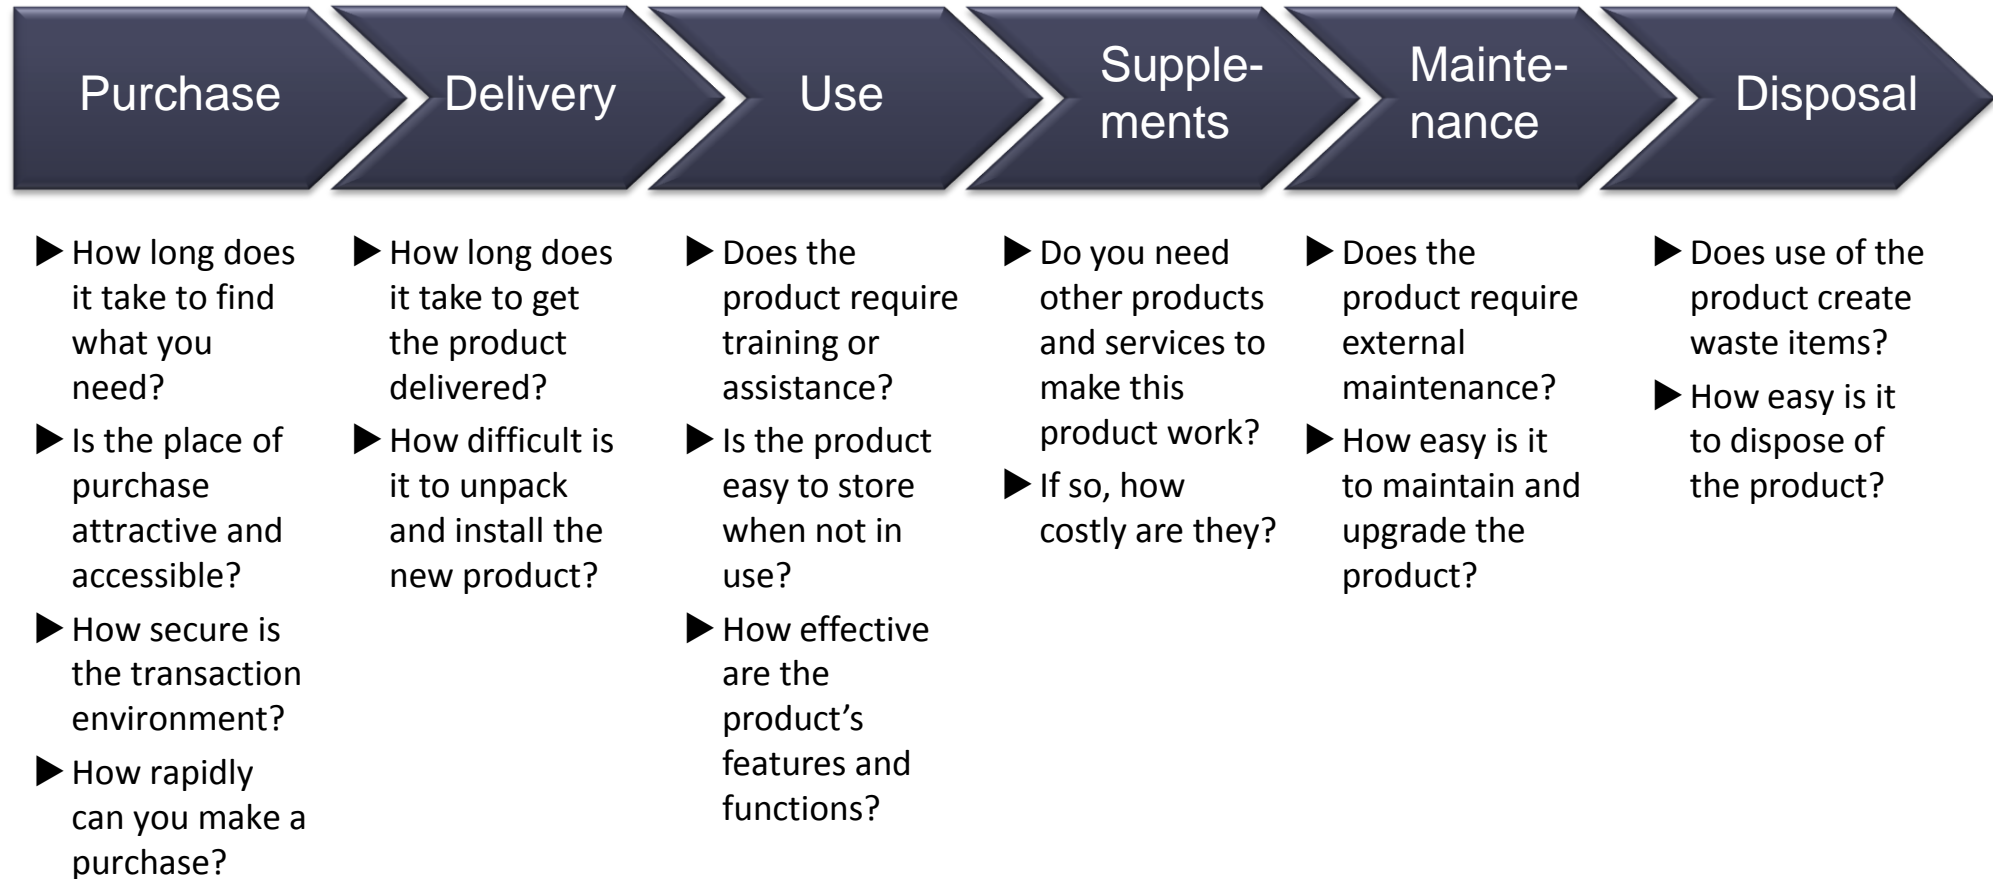 Purchase
Delivery
Use
Supple-
ments
Mainte-
nance
Disposal
▶ How long does
it take to find
what you
need?
▶ Is the place of
purchase
attractive and
accessible?
▶ How secure is
the transaction
environment?
▶ How rapidly
can you make a
purchase?
▶ How long does
it take to get
the product
delivered?
▶ How difficult is
it to unpack
and install the
new product?
▶ Does the
product require
training or
assistance?
▶ Is the product
easy to store
when not in
use?
▶ How effective
are the
product’s
features and
functions?
▶ Do you need
other products
and services to
make this
product work?
▶ If so, how
costly are they?
▶ Does the
product require
external
maintenance?
▶ How easy is it
to maintain and
upgrade the
product?
▶ Does use of the
product create
waste items?
▶ How easy is it
to dispose of
the product?